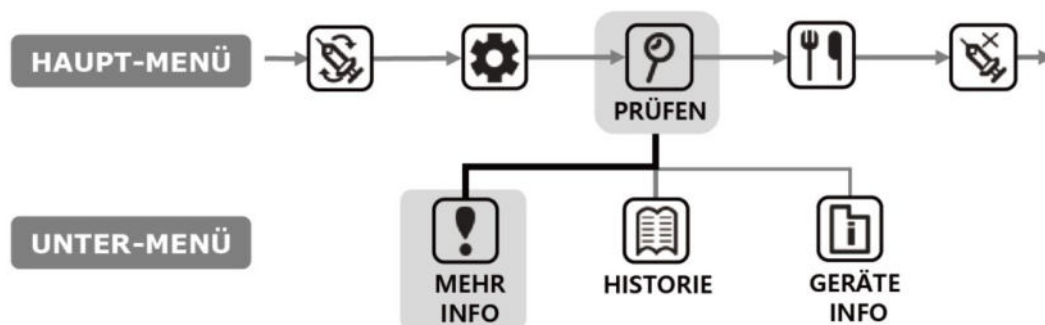 HAUPT-MENÜ
PRÜFEN
UNTER-MENÜ
MEHR
INFO
HISTORIE
GERÄTE
INFO